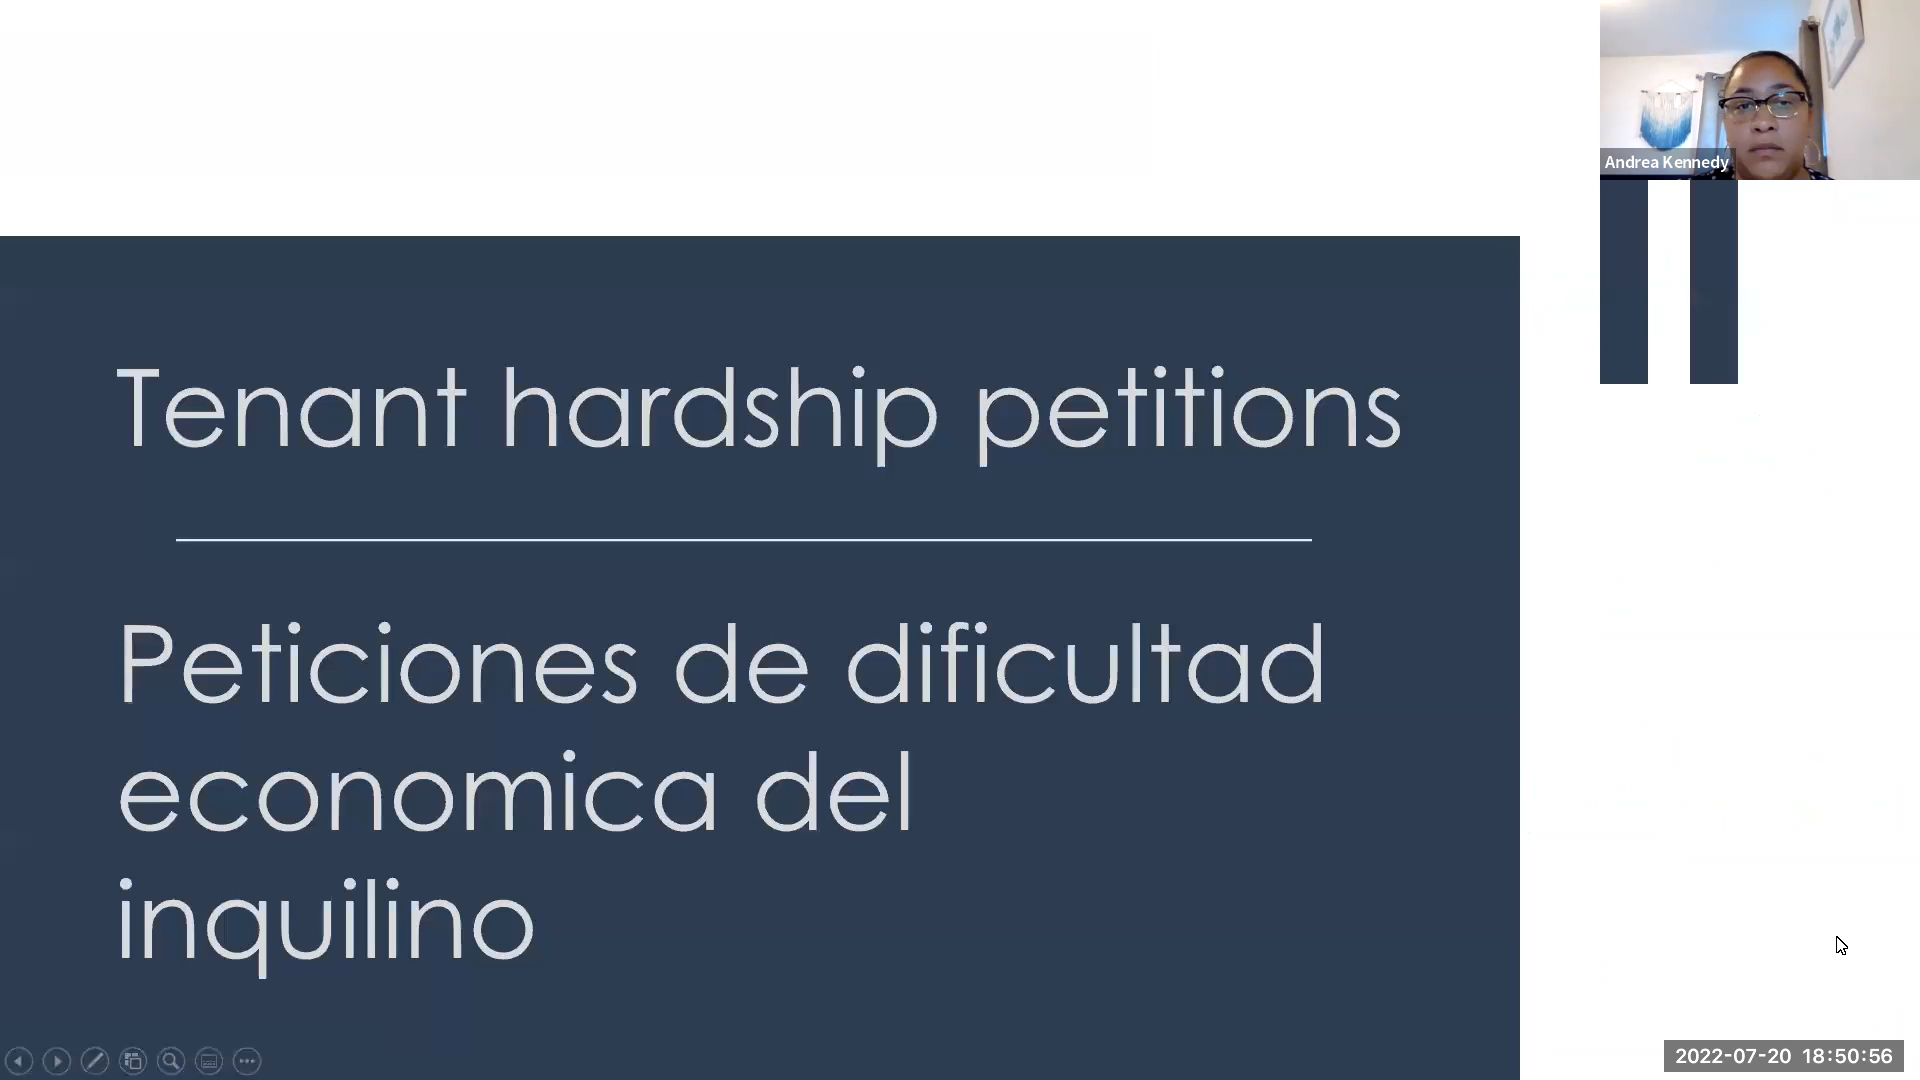 Andrea Kennedy
Tenant hardship petitions
Peticiones de dificultad
economica del
inquilino
2022-07-20 18:50:56